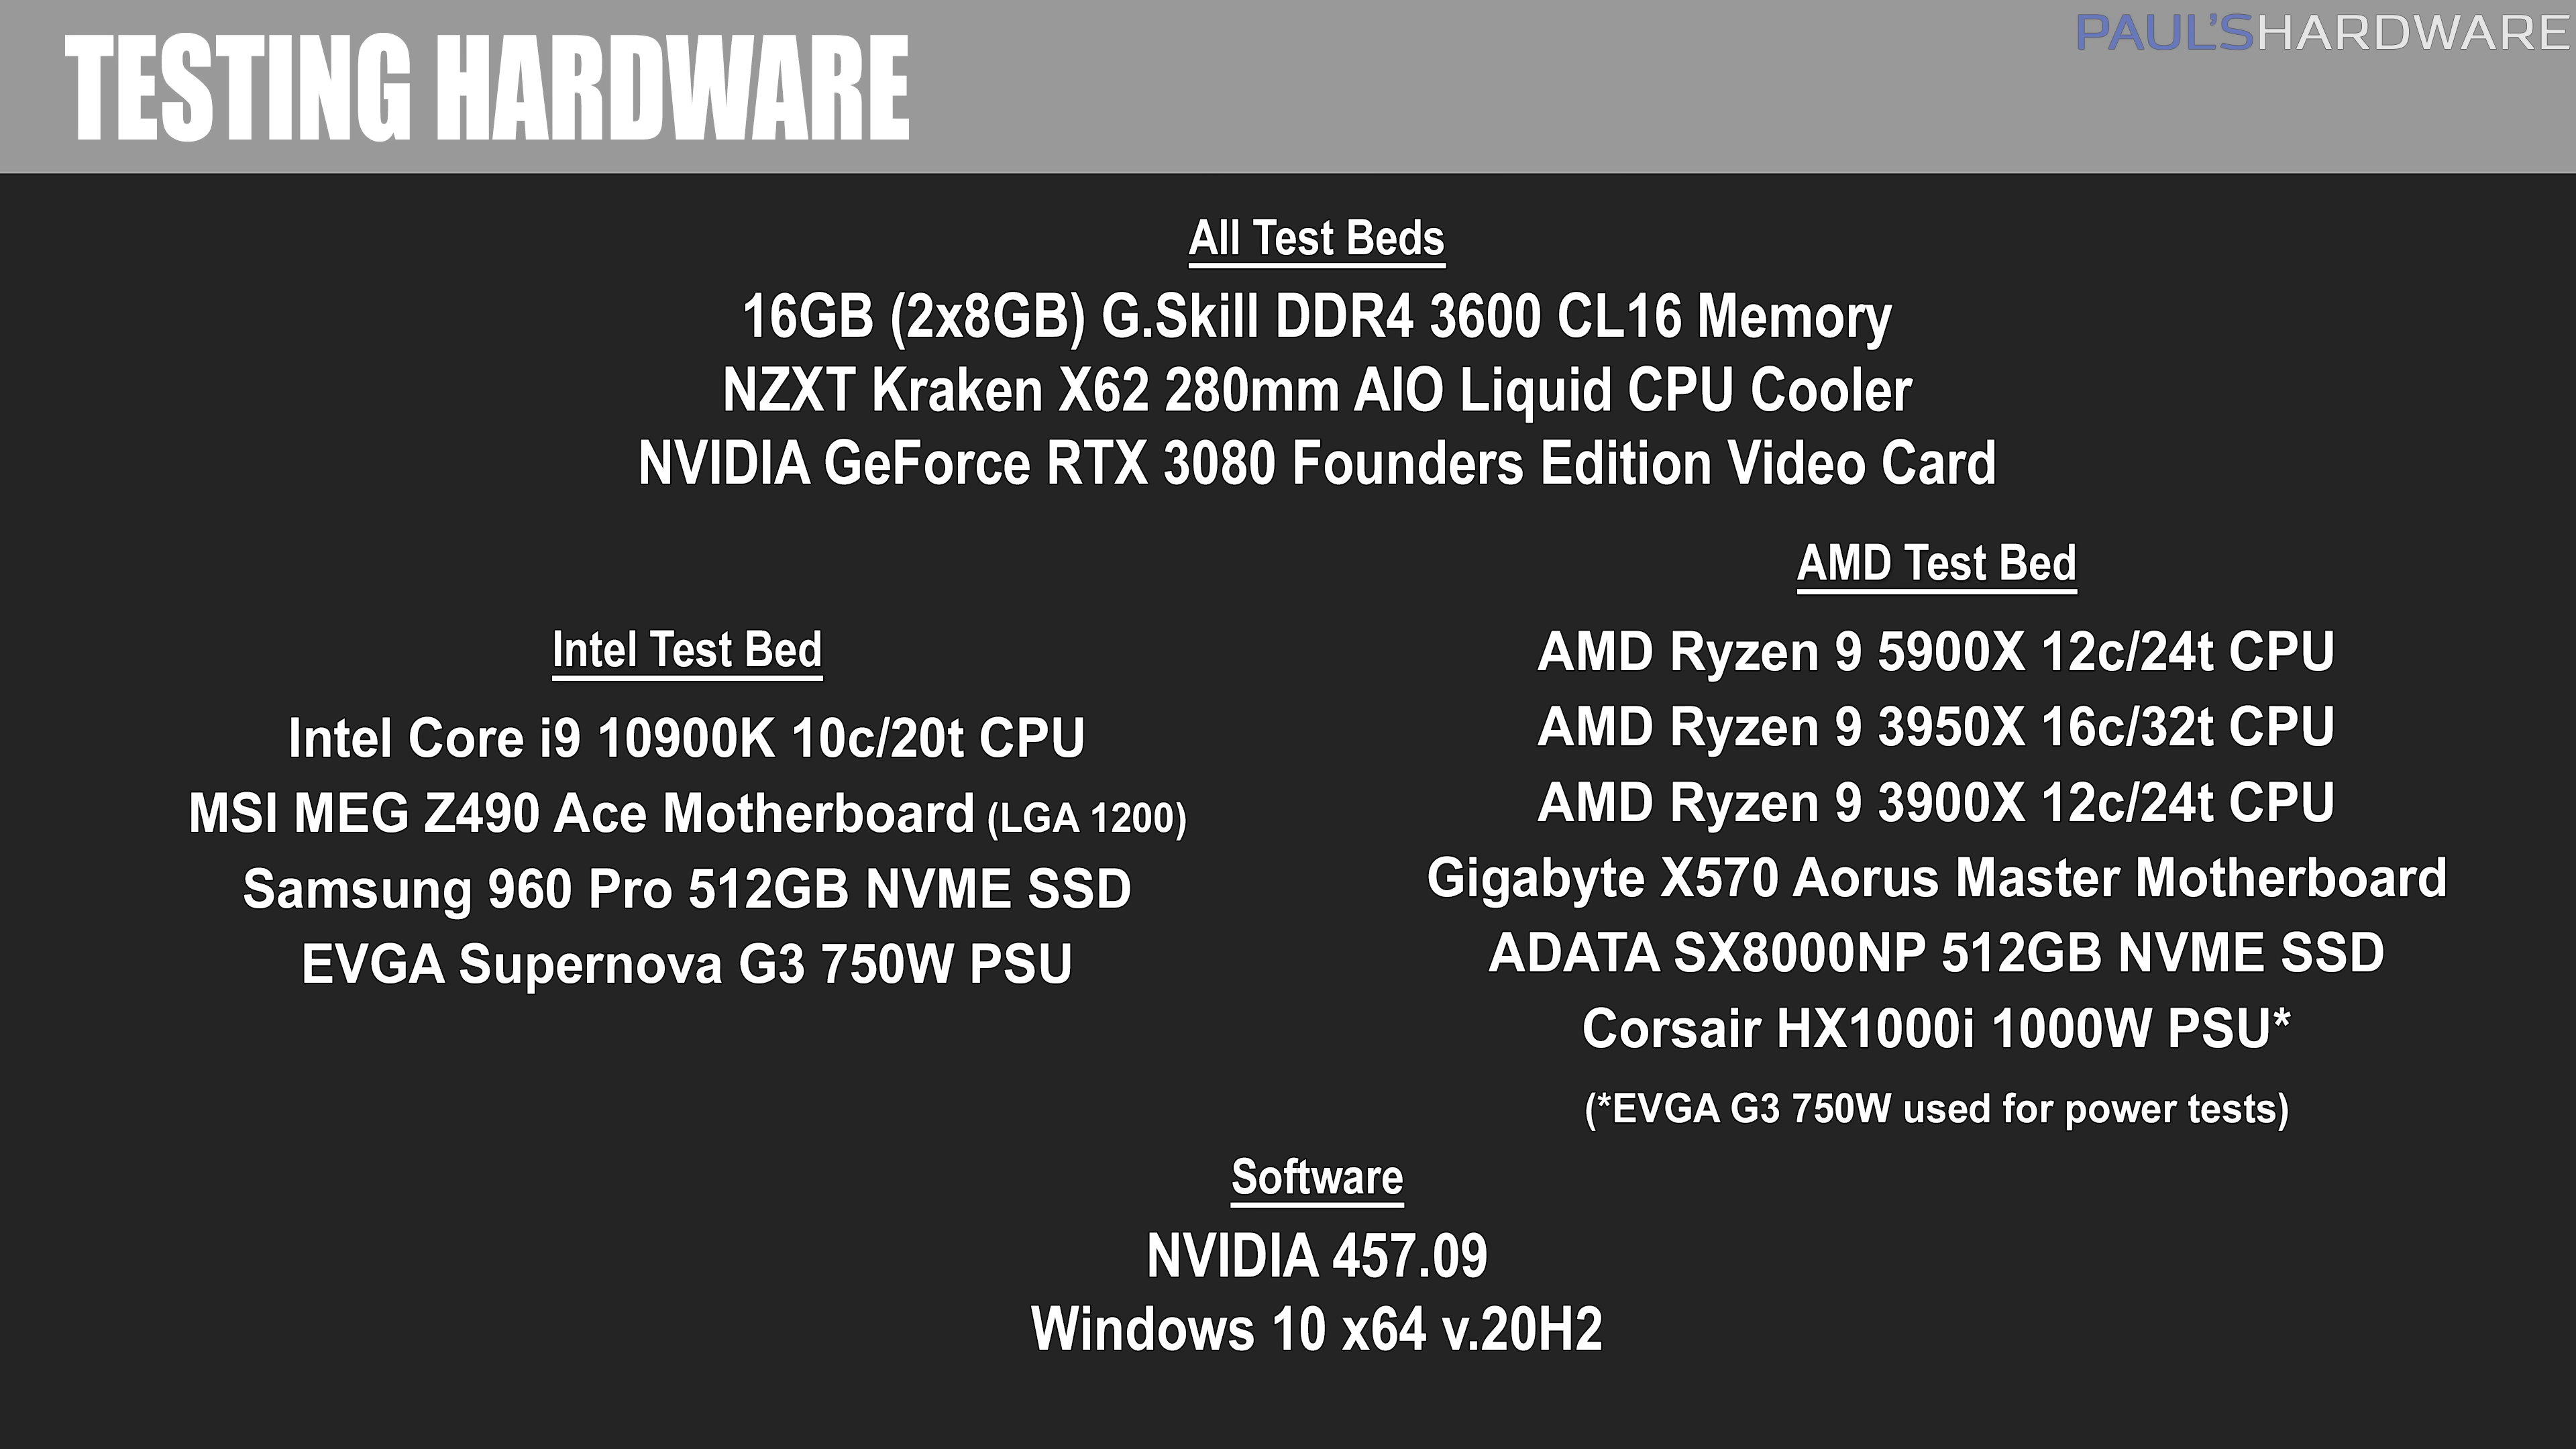 TESTING HARDWARE
PAUL'SHARDWARE
All Test Beds
16GB (2x8GB) G.Skill DDR4 3600 CL16 Memory
NZXT Kraken X62 280mm AIO Liquid CPU Cooler
NVIDIA GeForce RTX 3080 Founders Edition Video Card
Intel Test Bed
Intel Core i9 10900K 10c/20t CPU
MSI MEG Z490 Ace Motherboard (LGA 1200)
Samsung 960 Pro 512GB NVME SSD
EVGA Supernova G3 750W PSU
AMD Test Bed
AMD Ryzen 9 5900X 12c/24t CPU
AMD Ryzen 9 3950X 16c/32t CPU
AMD Ryzen 9 3900X 12c/24t CPU
Gigabyte X570 Aorus Master Motherboard
ADATA SX8000NP 512GB NVME SSD
Corsair HX1000i 1000W PSU*
(*EVGA G3 750W used for power tests)
Software
NVIDIA 457.09
Windows 10 x64 v.20H2